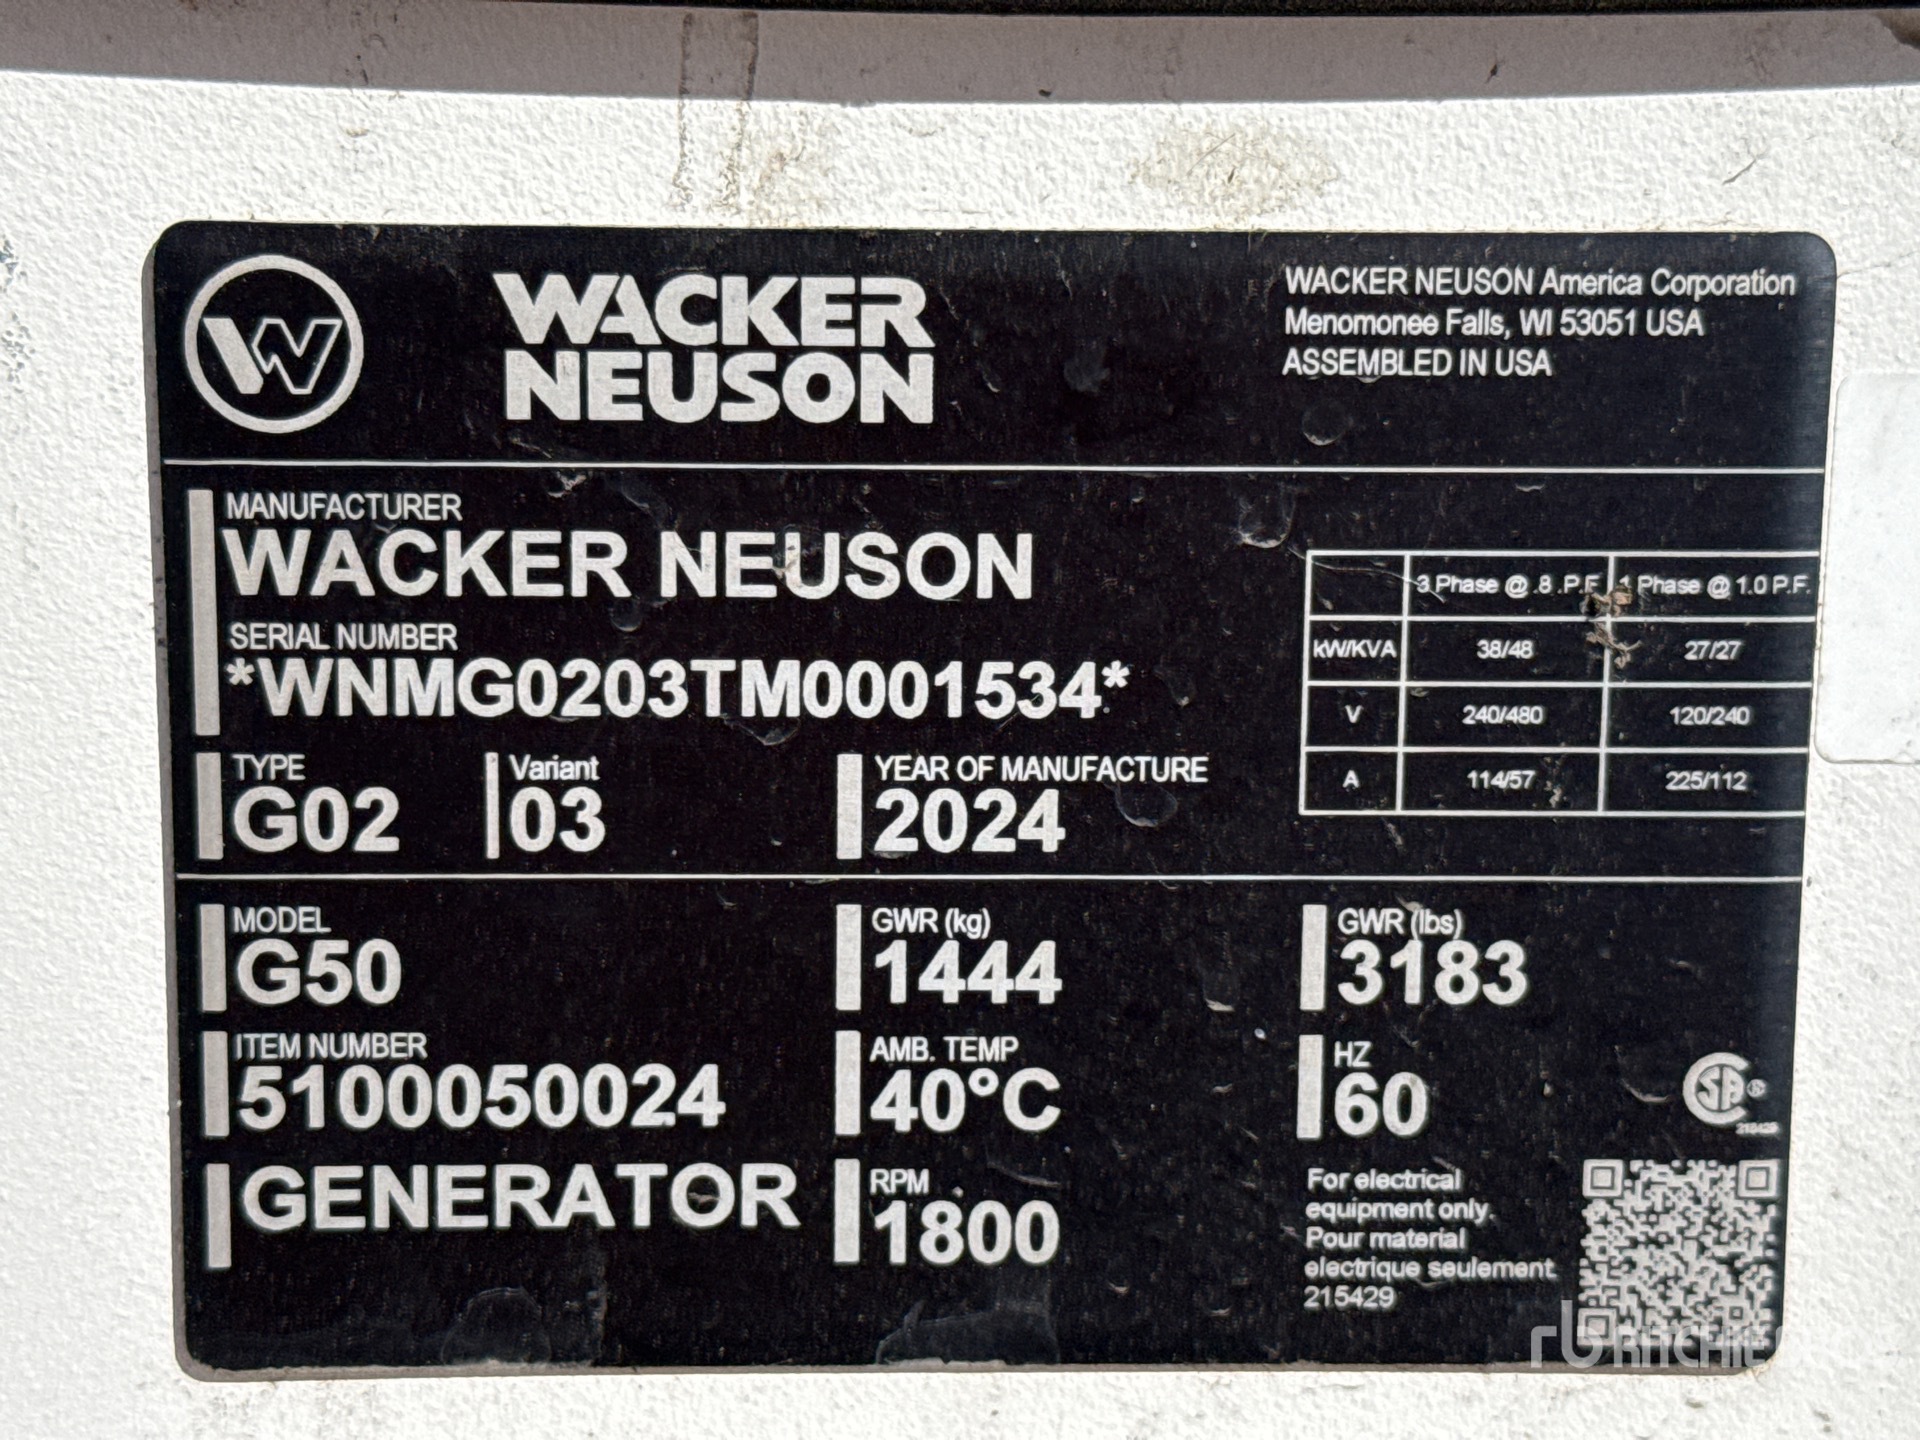 WACKER
NEUSON
WACKER NEUSON America Corporation
Menomonee Falls, WI 53051 USA
ASSEMBLED IN USA
MANUFACTURER
WACKER NEUSON
SERIAL NUMBER
*WNMG0203TM0001534*
TYPE
G02
Variant
03
YEAR OF MANUFACTURE
2024
3 Phase @ .8 .P.F. 1 Phase @ 1.0 P.F.
kW/KVA 38/48 27/27
V 240/480 120/240
A 114/57 225/112
MODEL
G50
GWR (kg)
1444
GWR (lbs)
3183
ITEM NUMBER
5100050024
AMB. TEMP
40°C
HZ
60
GENERATOR
RPM
1800
For electrical
equipment only.
Pour material
electrique seulement
215429
rb RITCHIE